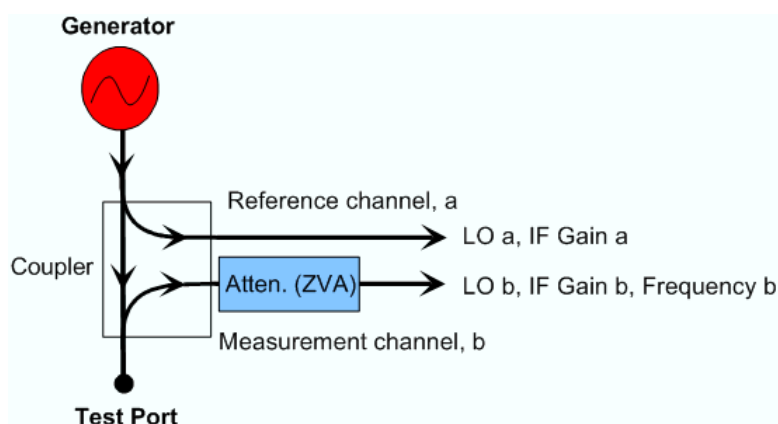 Generator
Reference channel, a
LO a, IF Gain a
Coupler
Atten. (ZVA)
LO b, IF Gain b, Frequency b
Measurement channel, b
Test Port